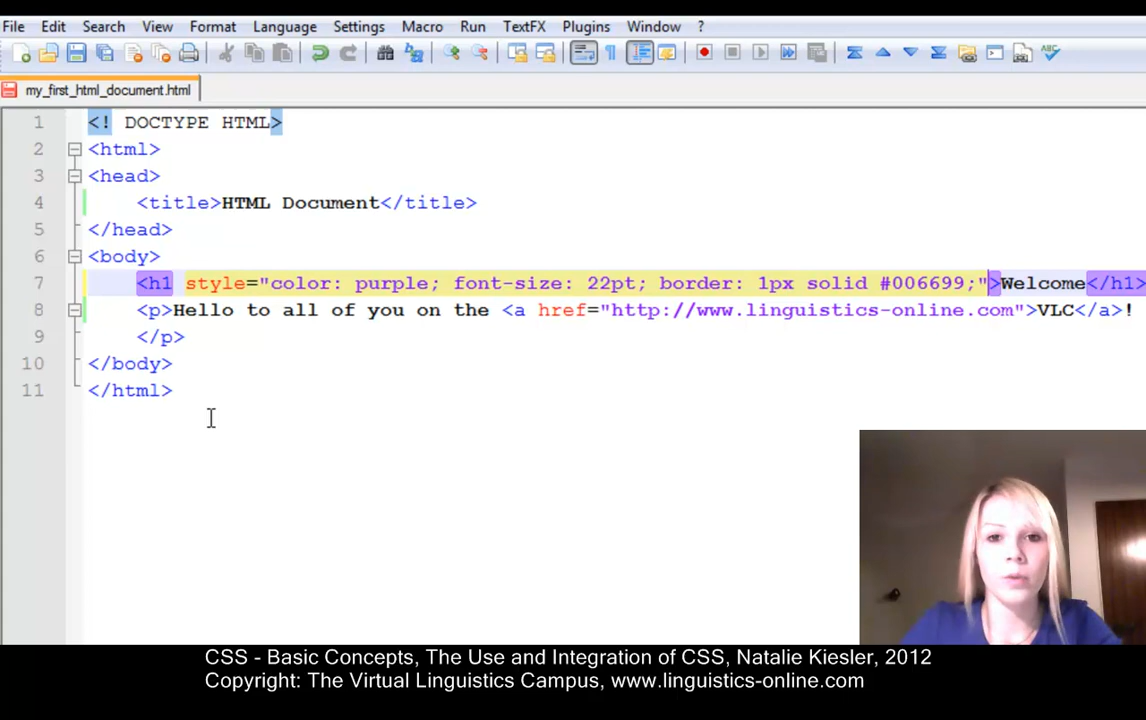 File Edit Search View Format Language Settings Macro Run TextFX Plugins Window ?
my_first_html_document.html
1 <! DOCTYPE HTML>
2 <html>
3 <head>
4 <title>HTML Document</title>
5 </head>
6 <body>
7 <h1 style="color: purple; font-size: 22pt; border: 1px solid #006699;">Welcome</h1>
8 <p>Hello to all of you on the <a href="http://www.linguistics-online.com">VLC</a>!
9 </p>
10 </body>
11 </html>
CSS - Basic Concepts, The Use and Integration of CSS, Natalie Kiesler, 2012
Copyright: The Virtual Linguistics Campus, www.linguistics-online.com